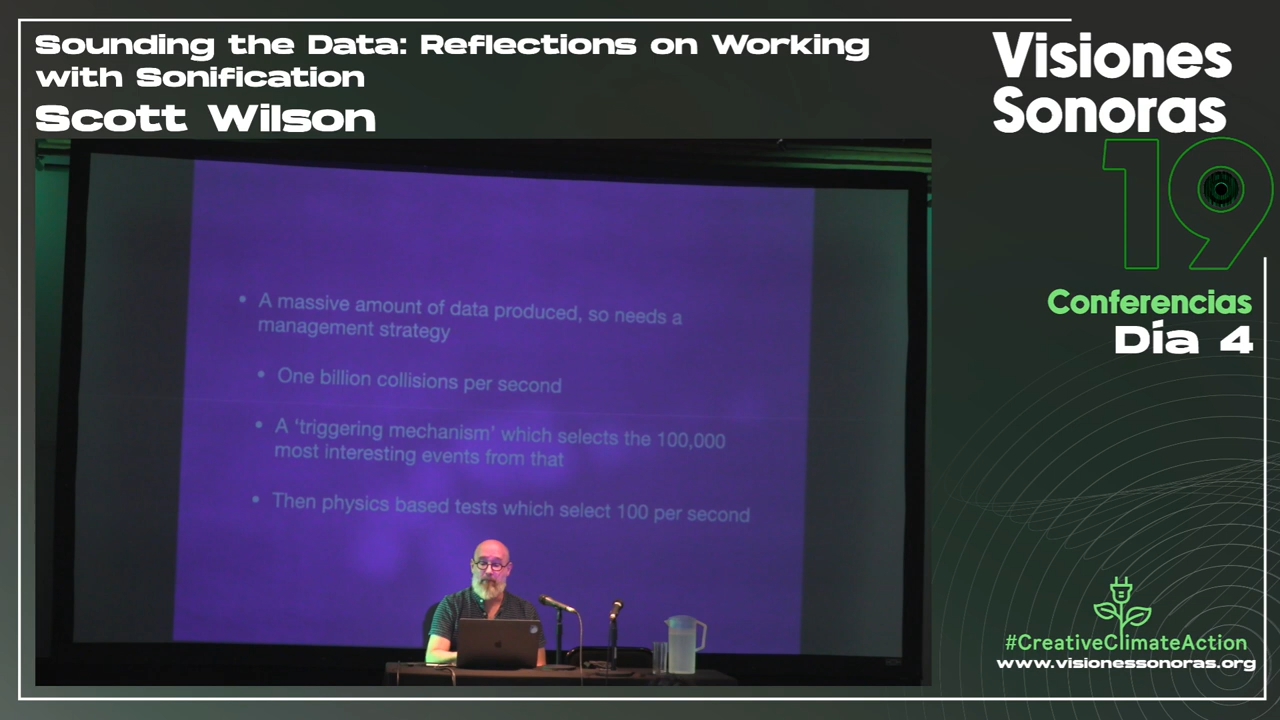 Sounding the Data: Reflections on Working
with Sonification
Scott Wilson
Visiones
Sonoras
19
Conferencias
Día 4
• A massive amount of data produced, so needs a
management strategy
• One billion collisions per second
• A 'triggering mechanism' which selects the 100,000
most interesting events from that
• Then physics based tests which select 100 per second
#CreativeClimateAction
www.visionessonoras.org